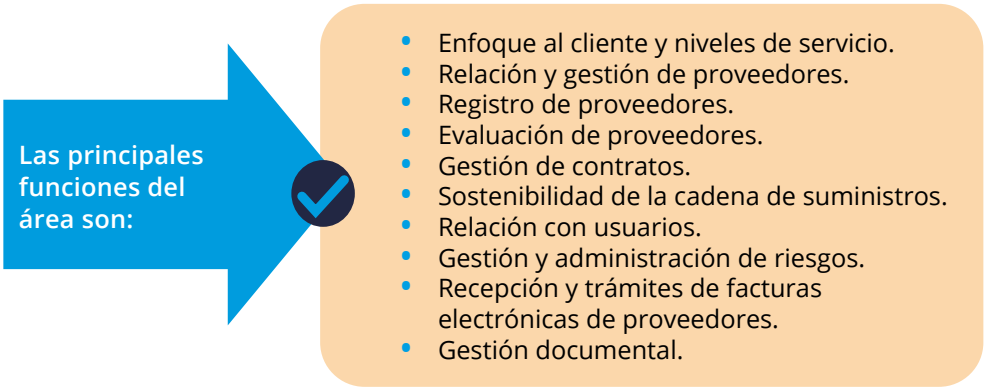 Las principales
funciones del
área son:
• Enfoque al cliente y niveles de servicio.
• Relación y gestión de proveedores.
• Registro de proveedores.
• Evaluación de proveedores.
• Gestión de contratos.
• Sostenibilidad de la cadena de suministros.
• Relación con usuarios.
• Gestión y administración de riesgos.
• Recepción y trámites de facturas
electrónicas de proveedores.
• Gestión documental.